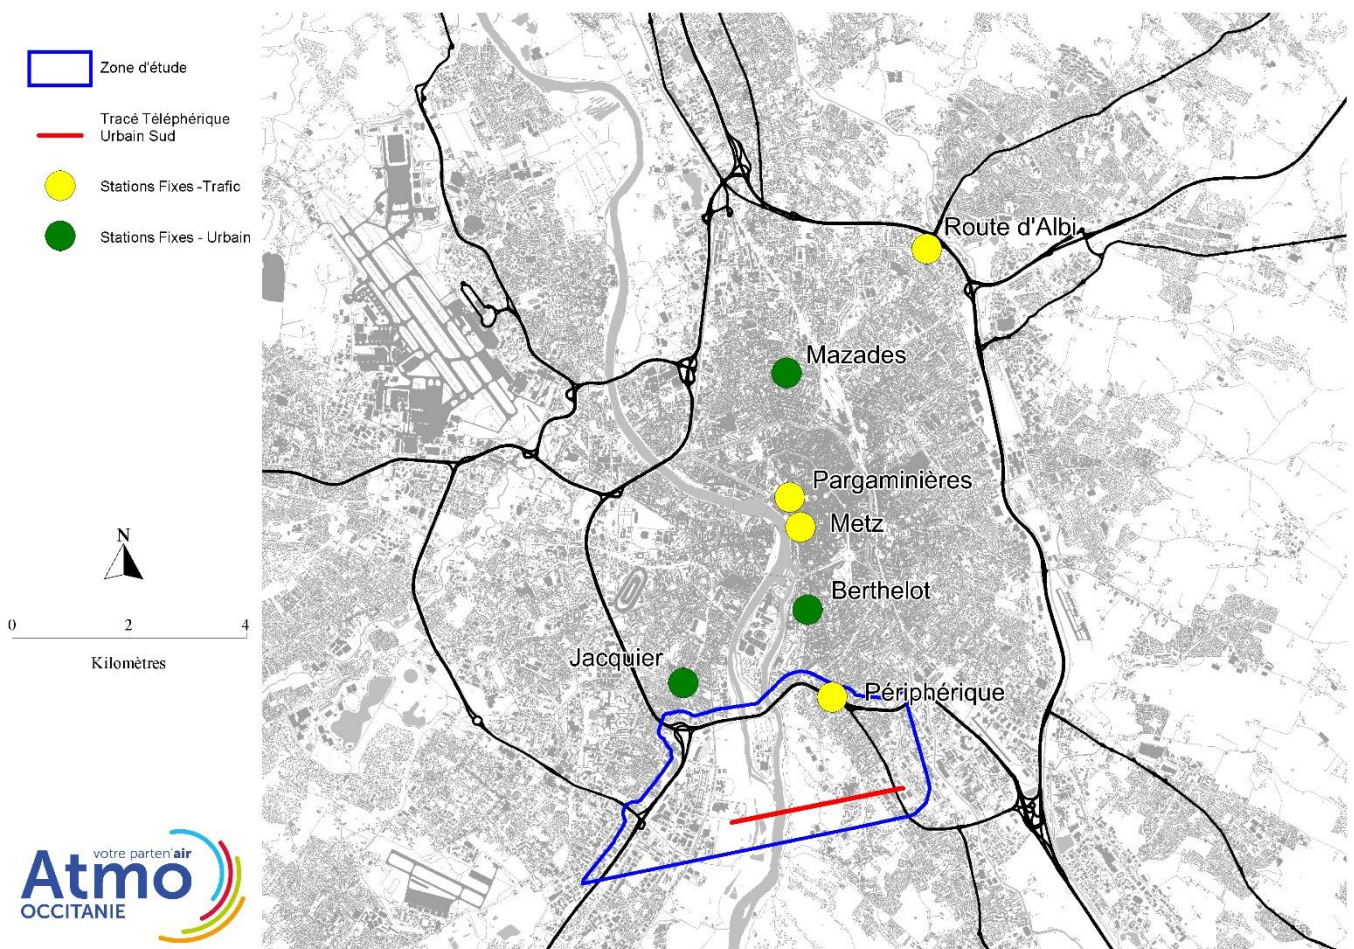 Zone d'étude
Tracé Téléphérique
Urbain Sud
Stations Fixes -Trafic
Stations Fixes - Urbain
N
0 2 4
Kilomètres
votre parten'air
Atmo
OCCITANIE
Route d'Albi
Mazades
Pargaminières
Metz
Berthelot
Jacquier
Périphérique